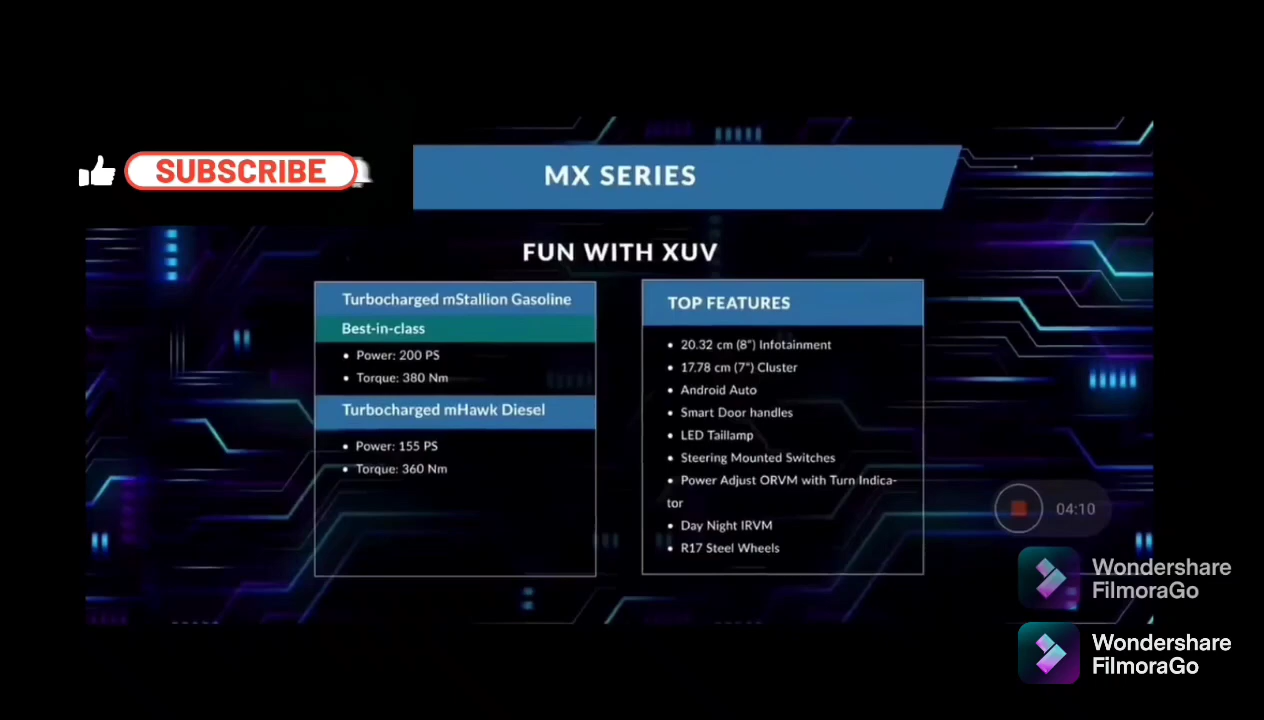 SUBSCRIBE
MX SERIES
FUN WITH XUV
Turbocharged mStallion Gasoline
Best-in-class
• Power: 200 PS
• Torque: 380 Nm
Turbocharged mHawk Diesel
• Power: 155 PS
• Torque: 360 Nm
TOP FEATURES
• 20.32 cm (8") Infotainment
• 17.78 cm (7") Cluster
• Android Auto
• Smart Door handles
• LED Taillamp
• Steering Mounted Switches
• Power Adjust ORVM with Turn Indica-
tor
• Day Night IRVM
• R17 Steel Wheels
04:10
Wondershare
FilmoraGo
Wondershare
FilmoraGo